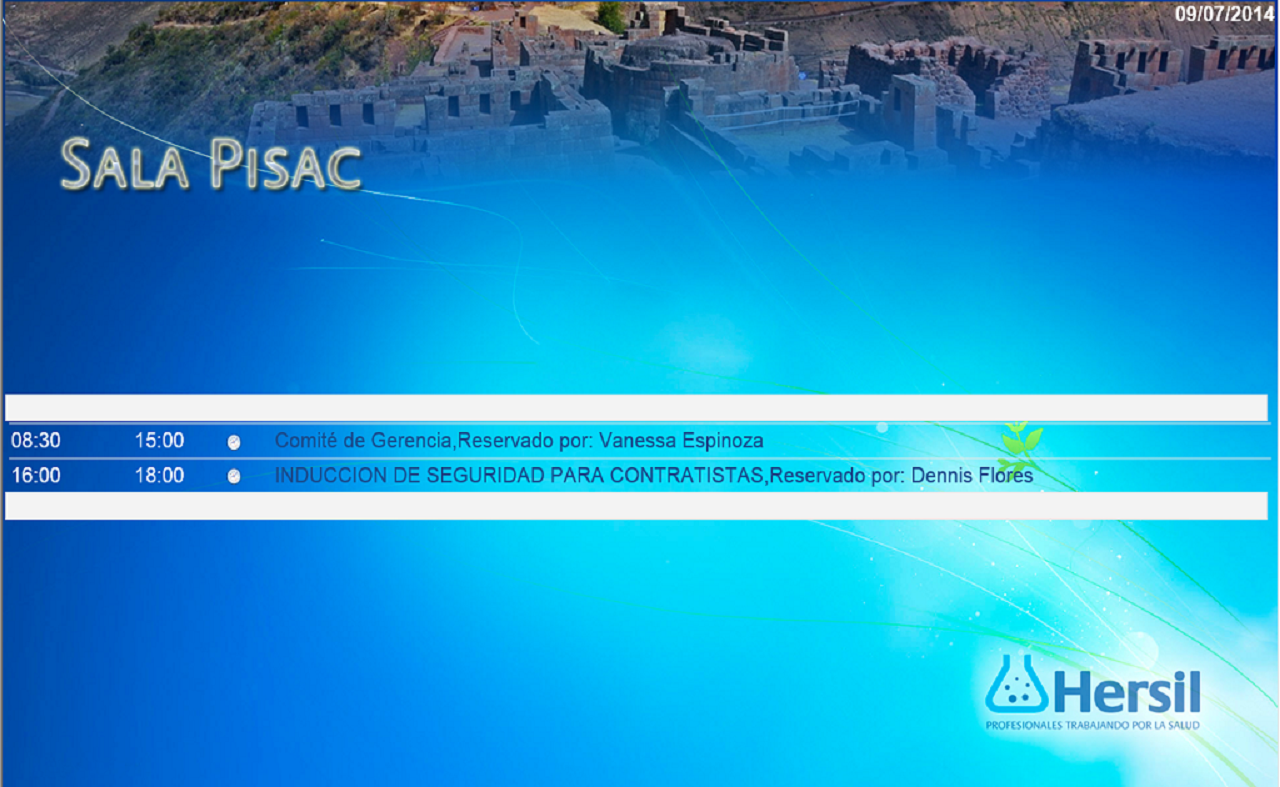 09/07/2014
SALA PISAC
08:30 15:00 Comité de Gerencia,Reservado por: Vanessa Espinoza
16:00 18:00 INDUCCION DE SEGURIDAD PARA CONTRATISTAS,Reservado por: Dennis Flores
Hersil
PROFESIONALES TRABAJANDO POR LA SALUD